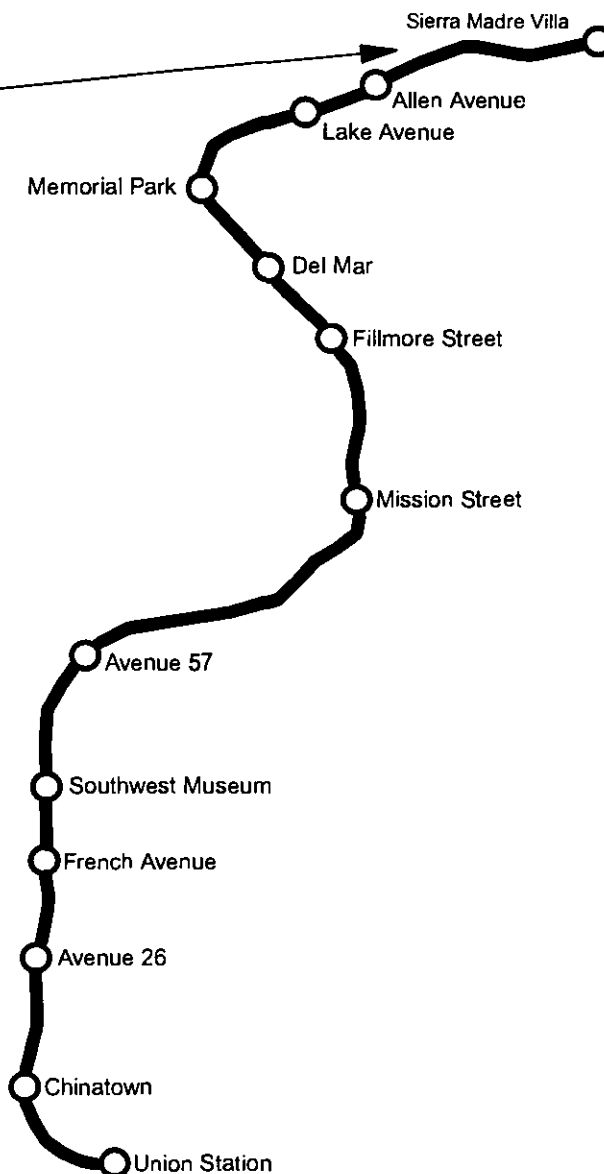 Sierra Madre Villa
Allen Avenue
Lake Avenue
Memorial Park
Del Mar
Fillmore Street
Mission Street
Avenue 57
Southwest Museum
French Avenue
Avenue 26
Chinatown
Union Station